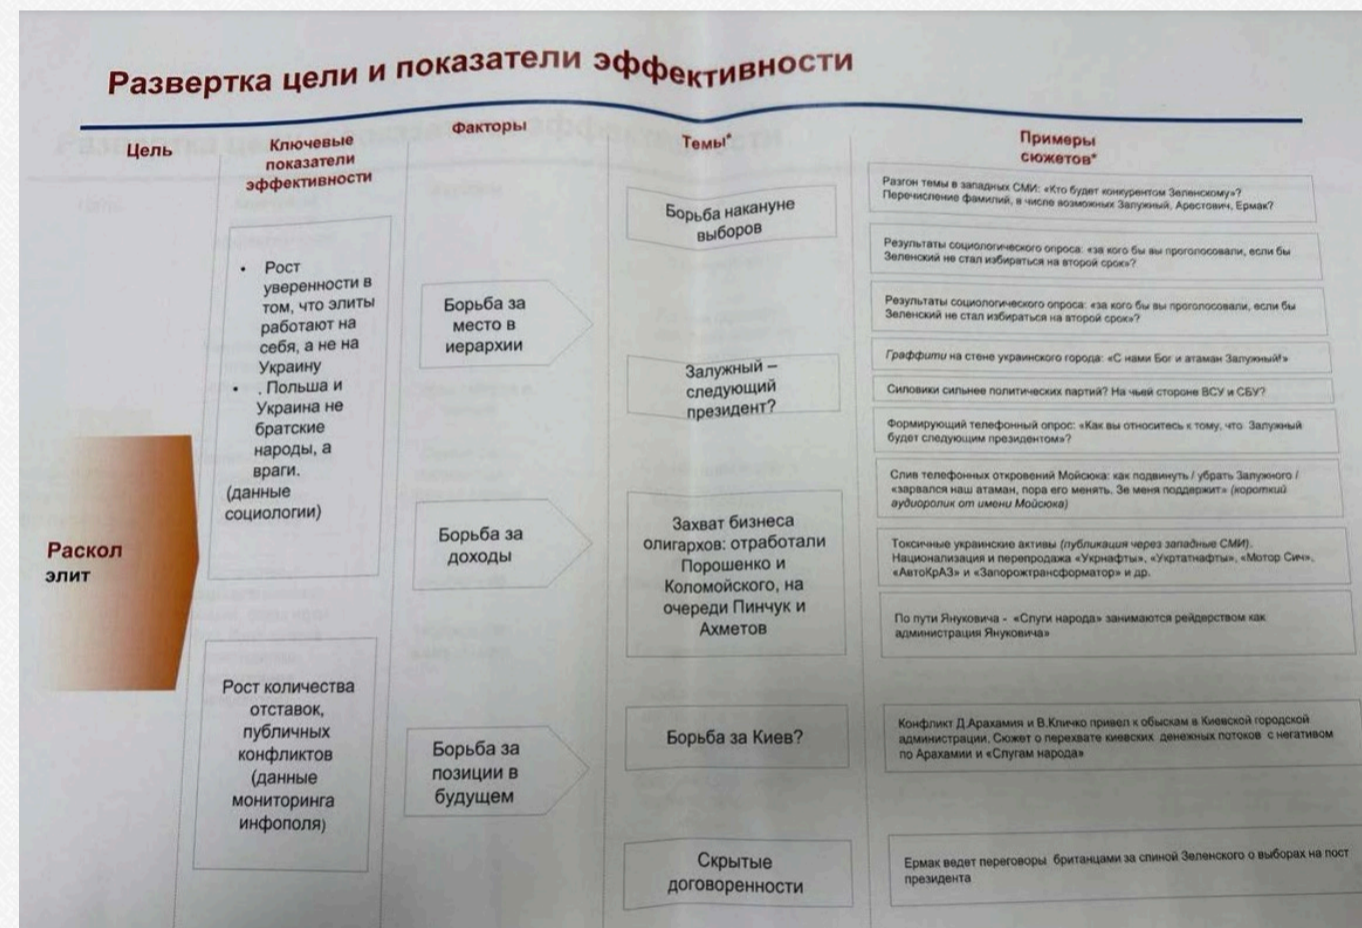 Развертка цели и показатели эффективности
Цель
Ключевые
показатели
эффективности
Факторы
Темы*
Примеры
сюжетов*
Раскол
элит
• Рост
уверенности в
том, что элиты
работают на
себя, а не на
Украину
• . Польша и
Украина не
братские
народы, а
враги.
(данные
социологии)
Рост количества
отставок,
публичных
конфликтов
(данные
мониторинга
инфополя)
Борьба за
место в
иерархии
Борьба за
доходы
Борьба за
позиции в
будущем
Борьба накануне
выборов
Залужный –
следующий
президент?
Захват бизнеса
олигархов: отработали
Порошенко и
Коломойского, на
очереди Пинчук и
Ахметов
Борьба за Киев?
Скрытые
договоренности
Разгон темы в западных СМИ: «Кто будет конкурентом Зеленскому»?
Перечисление фамилий, в числе возможных Залужный, Арестович, Ермак?
Результаты социологического опроса: «за кого бы вы проголосовали, если бы
Зеленский не стал избираться на второй срок»?
Результаты социологического опроса: «за кого бы вы проголосовали, если бы
Зеленский не стал избираться на второй срок»?
Граффити на стене украинского города: «С нами Бог и атаман Залужный!»
Силовики сильнее политических партий? На чьей стороне ВСУ и СБУ?
Формирующий телефонный опрос: «Как вы относитесь к тому, что Залужный
будет следующим президентом»?
Слив телефонных откровений Мойсюка: как подвинуть / убрать Залужного /
«зарвался наш атаман, пора его менять. Зе меня поддержит» (короткий
аудиоролик от имени Мойсюка)
Токсичные украинские активы (публикация через западные СМИ).
Национализация и перепродажа «Укрнафты», «Укртатнафты», «Мотор Сич»,
«АвтоКрАЗ» и «Запорожтрансформатор» и др.
По пути Януковича - «Слуги народа» занимаются рейдерством как
администрация Януковича»
Конфликт Д.Арахамия и В.Кличко привел к обыскам в Киевской городской
администрации. Сюжет о перехвате киевских денежных потоков с негативом
по Арахамии и «Слугам народа»
Ермак ведет переговоры британцами за спиной Зеленского о выборах на пост
президента